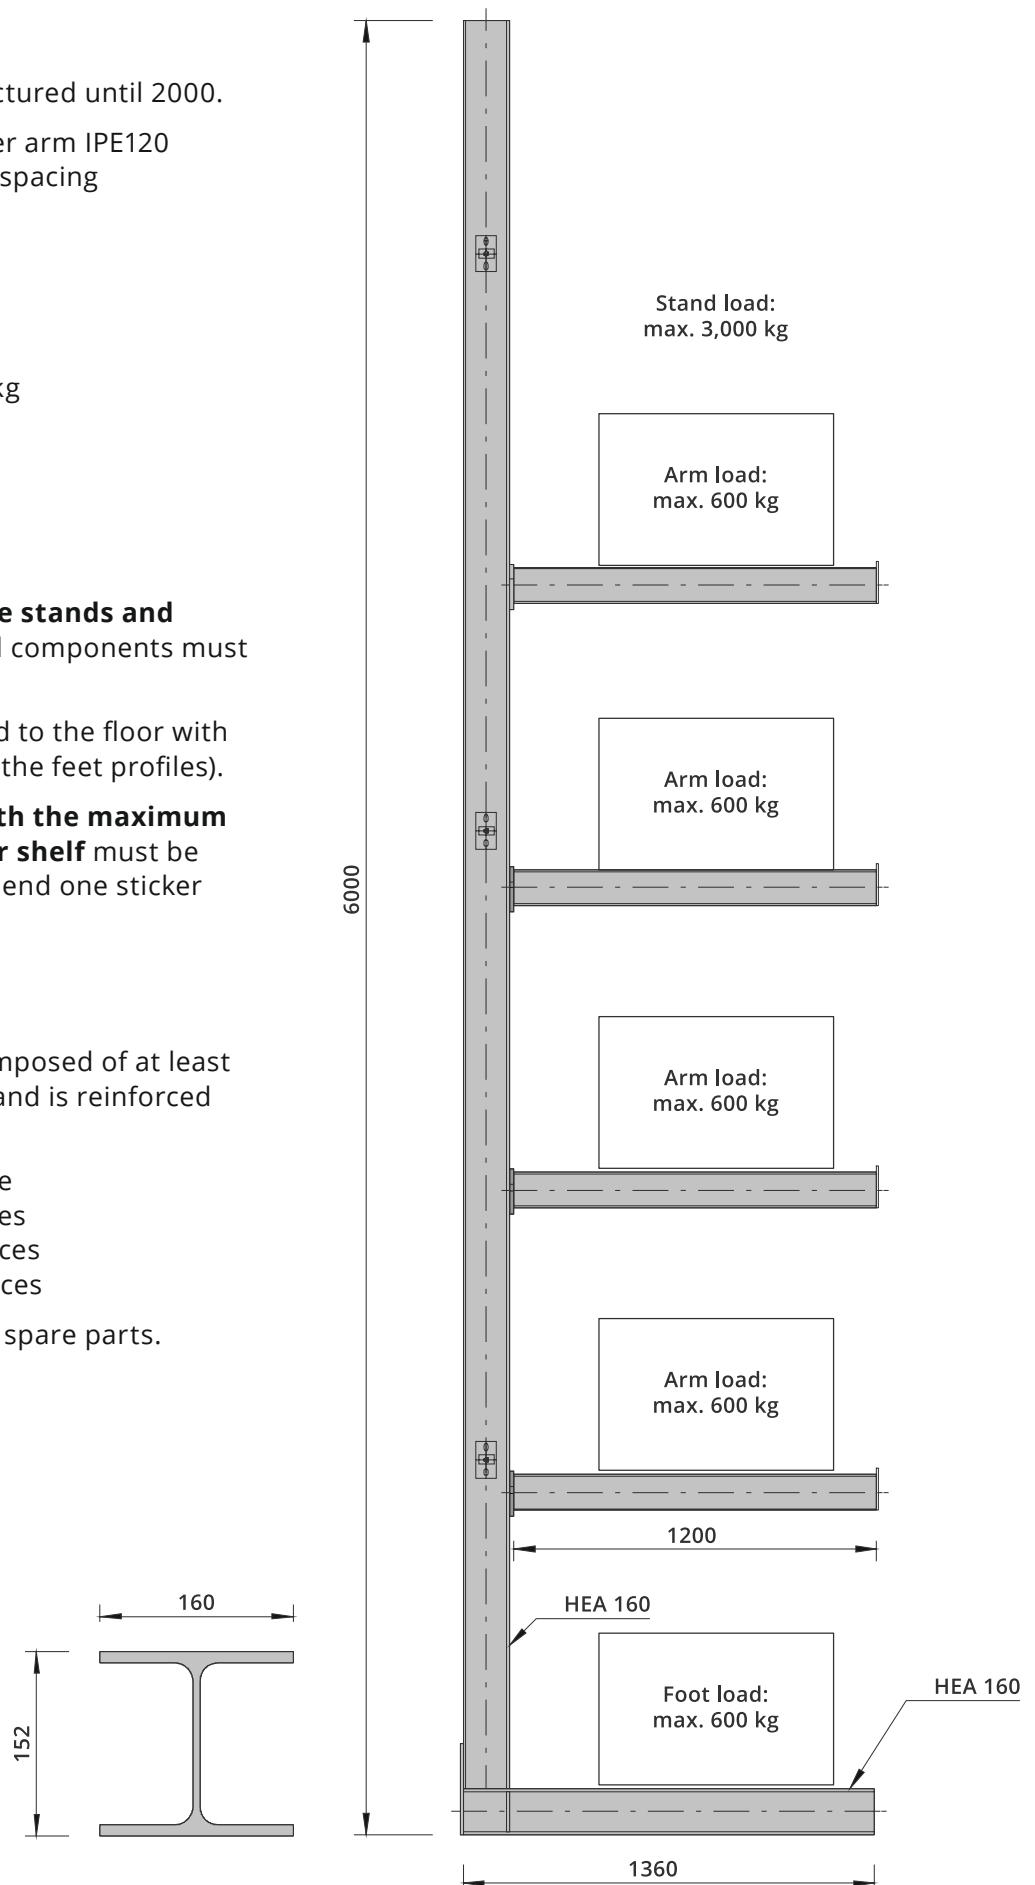 ctured until 2000.
er arm IPE120
spacing
kg
e stands and
l components must
d to the floor with
the feet profiles).
th the maximum
r shelf must be
end one sticker
mposed of at least
and is reinforced
e
es
ces
ces
spare parts.
Stand load:
max. 3,000 kg
Arm load:
max. 600 kg
Arm load:
max. 600 kg
6000
Arm load:
max. 600 kg
Arm load:
max. 600 kg
1200
HEA 160
Foot load:
max. 600 kg
HEA 160
1360
160
152